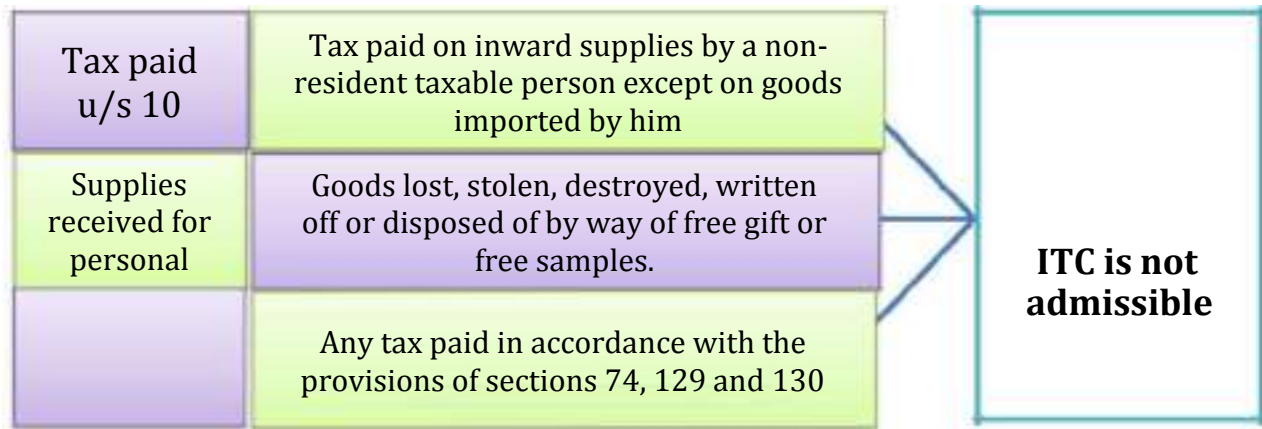 Tax paid
u/s 10
Tax paid on inward supplies by a non-
resident taxable person except on goods
imported by him
Supplies
received for
personal
Goods lost, stolen, destroyed, written
off or disposed of by way of free gift or
free samples.
Any tax paid in accordance with the
provisions of sections 74, 129 and 130
ITC is not
admissible